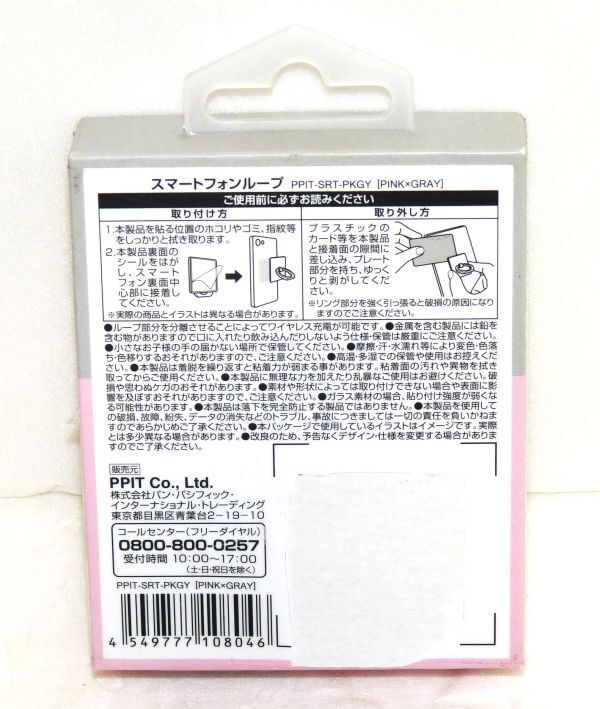 スマートフォンループ PPIT-SRT-PKGY [PINK×GRAY]
ご使用前に必ずお読みください
取り付け方
1.本製品を貼る位置のホコリやゴミ、指紋等
をしっかりと拭き取ります。
2.本製品裏面の
シールをはが
し、スマート
フォン裏面中
心部に接着し
てください。
※実際の商品とイラストは異なる場合があります。
取り外し方
プラスチックの
カード等を本製品
と接着面の隙間に
差し込み、プレート
部分を持ち、ゆっく
りと剥がしてくださ
い。
※リング部分を強く引っ張ると破損の原因になり
ますのでご注意ください。
●ループ部分を分離させることによってワイヤレス充電が可能です。●金属を含む製品には鉛を
含む物がありますので口に入れたり飲み込んだりしないよう仕様・保管は厳重にご注意ください。
●小さなお子様の手の届かない場所で保管してください。●摩擦・汗・水濡れ等により変色・色落
ち・色移りするおそれがありますので、ご注意ください。●高温・多湿での保管や使用はお控えくだ
さい。●本製品は着脱を繰り返すと粘着力が弱まる事があります。粘着面の汚れや異物を拭き
取ってからご使用ください。●本製品に無理な力を加えたり乱暴なご使用はお避けください。破
損や思わぬケガのおそれがあります。●素材や形状によっては取り付けできない場合や表面に影
響を及ぼすおそれがありますので、ご注意ください。●ガラス素材の場合、貼り付け強度が弱くな
る可能性があります。●本製品は落下を完全防止する製品ではありません。●本製品を使用して
の破損、故障、紛失、データの消失などのトラブル、事故につきましては一切の責任を負いかねま
すのであらかじめご了承ください。●本パッケージで使用しているイラストはイメージです。実際
とは多少異なる場合があります。●改良のため、予告なくデザイン・仕様を変更する場合がありま
すのでご了承ください。
販売元
PPIT Co., Ltd.
株式会社パン・パシフィック・
インターナショナル・トレーディング
東京都目黒区青葉台2-19-10
コールセンター(フリーダイヤル)
0800-800-0257
受付時間 10:00~17:00
(土・日・祝日を除く)
PPIT-SRT-PKGY [PINK×GRAY]
4 549777 108046